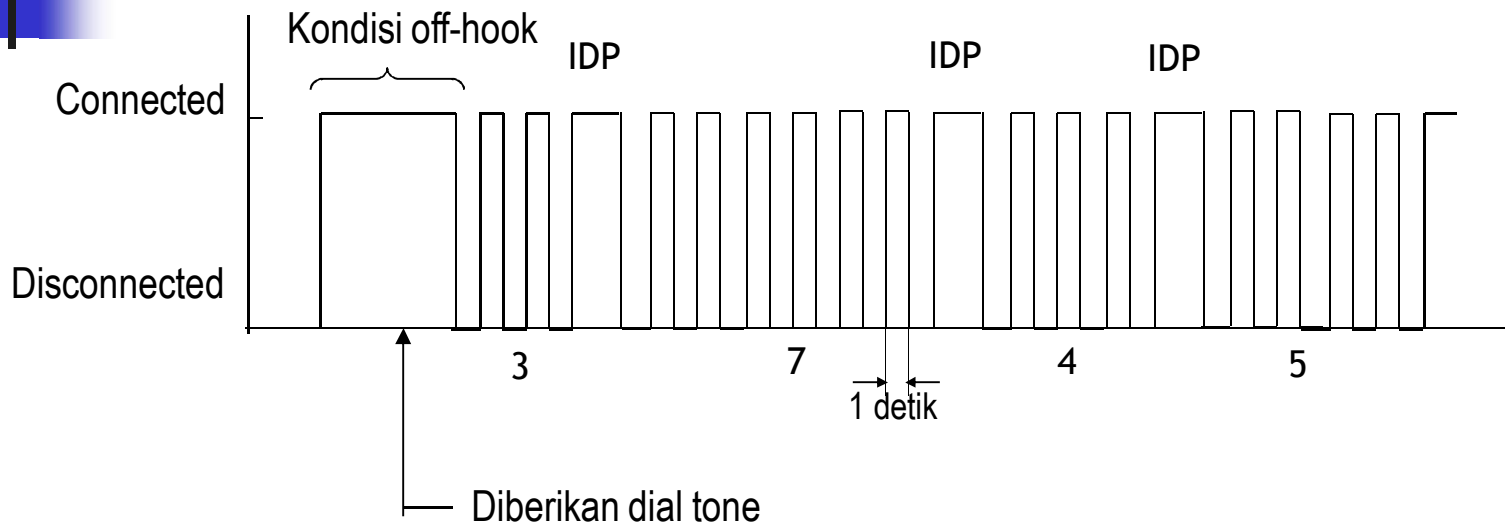 Kondisi off-hook
IDP
IDP
IDP
Connected
Disconnected
3
7
4
5
1 detik
Diberikan dial tone